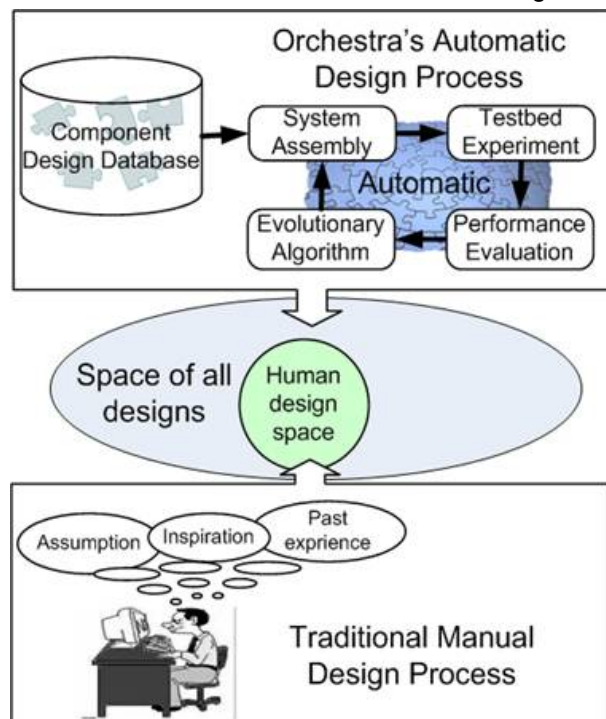 Orchestra's Automatic
Design Process
Component
Design Database
System
Assembly
Testbed
Experiment
Automatic
Evolutionary
Algorithm
Performance
Evaluation
Space of all
designs
Human
design
space
Assumption
Inspiration
Past
exprience
Traditional Manual
Design Process